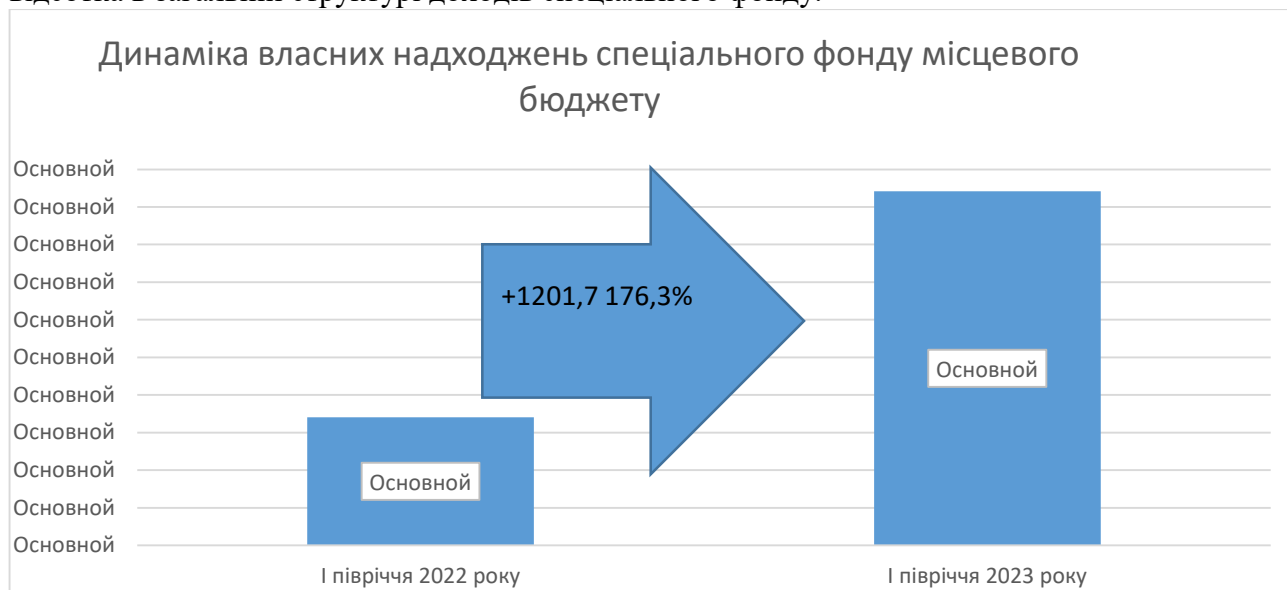 Динаміка власних надходжень спеціального фонду місцевого
бюджету
Основной
Основной
Основной
Основной
Основной
Основной
Основной
Основной
Основной
Основной
Основной
+1201,7 176,3%
Основной
Основной
І півріччя 2022 року
І півріччя 2023 року